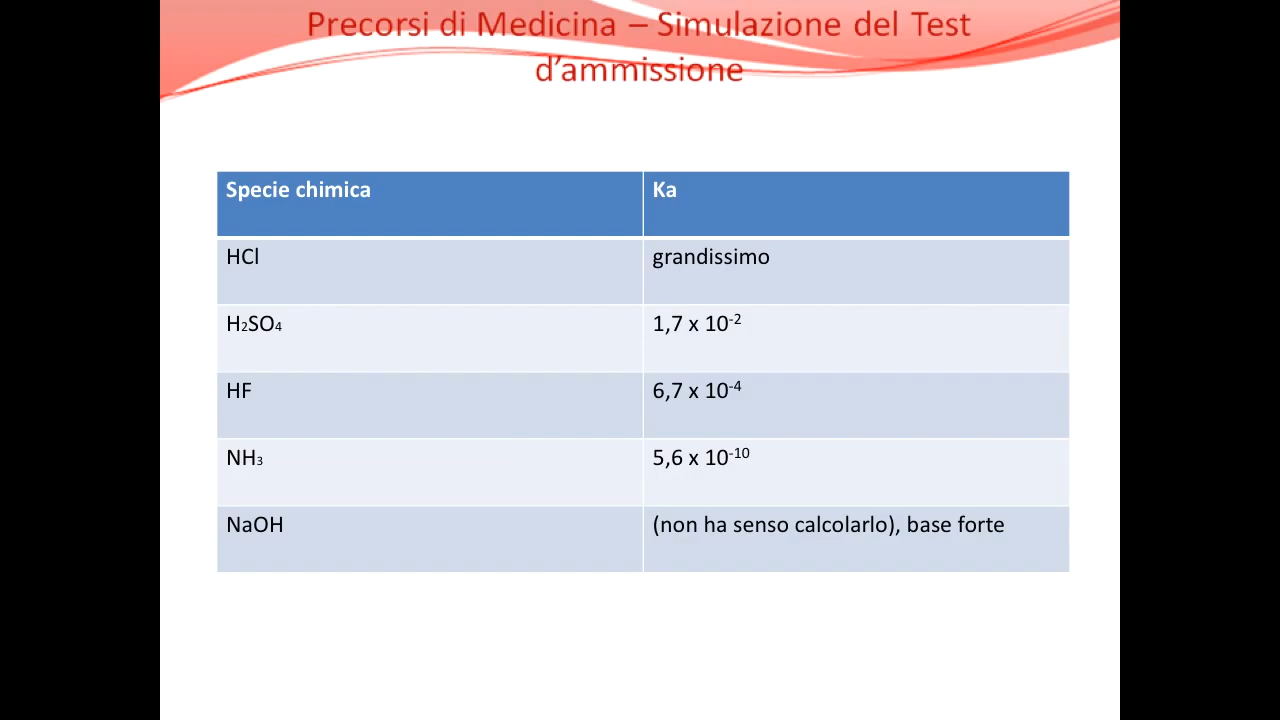 Precorsi di Medicina – Simulazione del Test
d’ammissione
Specie chimica Ka
HCl grandissimo
H₂SO₄ 1,7 x 10⁻²
HF 6,7 x 10⁻⁴
NH₃ 5,6 x 10⁻¹⁰
NaOH (non ha senso calcolarlo), base forte